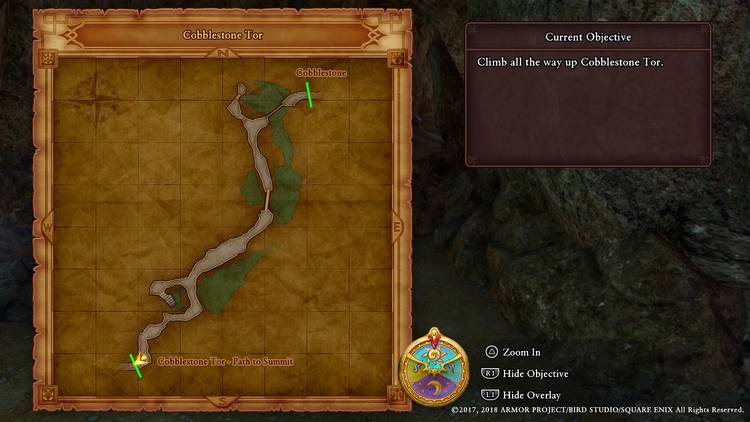 Cobblestone Tor
N
Cobblestone
W
E
Cobblestone Tor - Path to Summit
S
Current Objective
Climb all the way up Cobblestone Tor.
Zoom In
R1 Hide Objective
L1 Hide Overlay
©2017, 2018 ARMOR PROJECT/BIRD STUDIO/SQUARE ENIX All Rights Reserved.